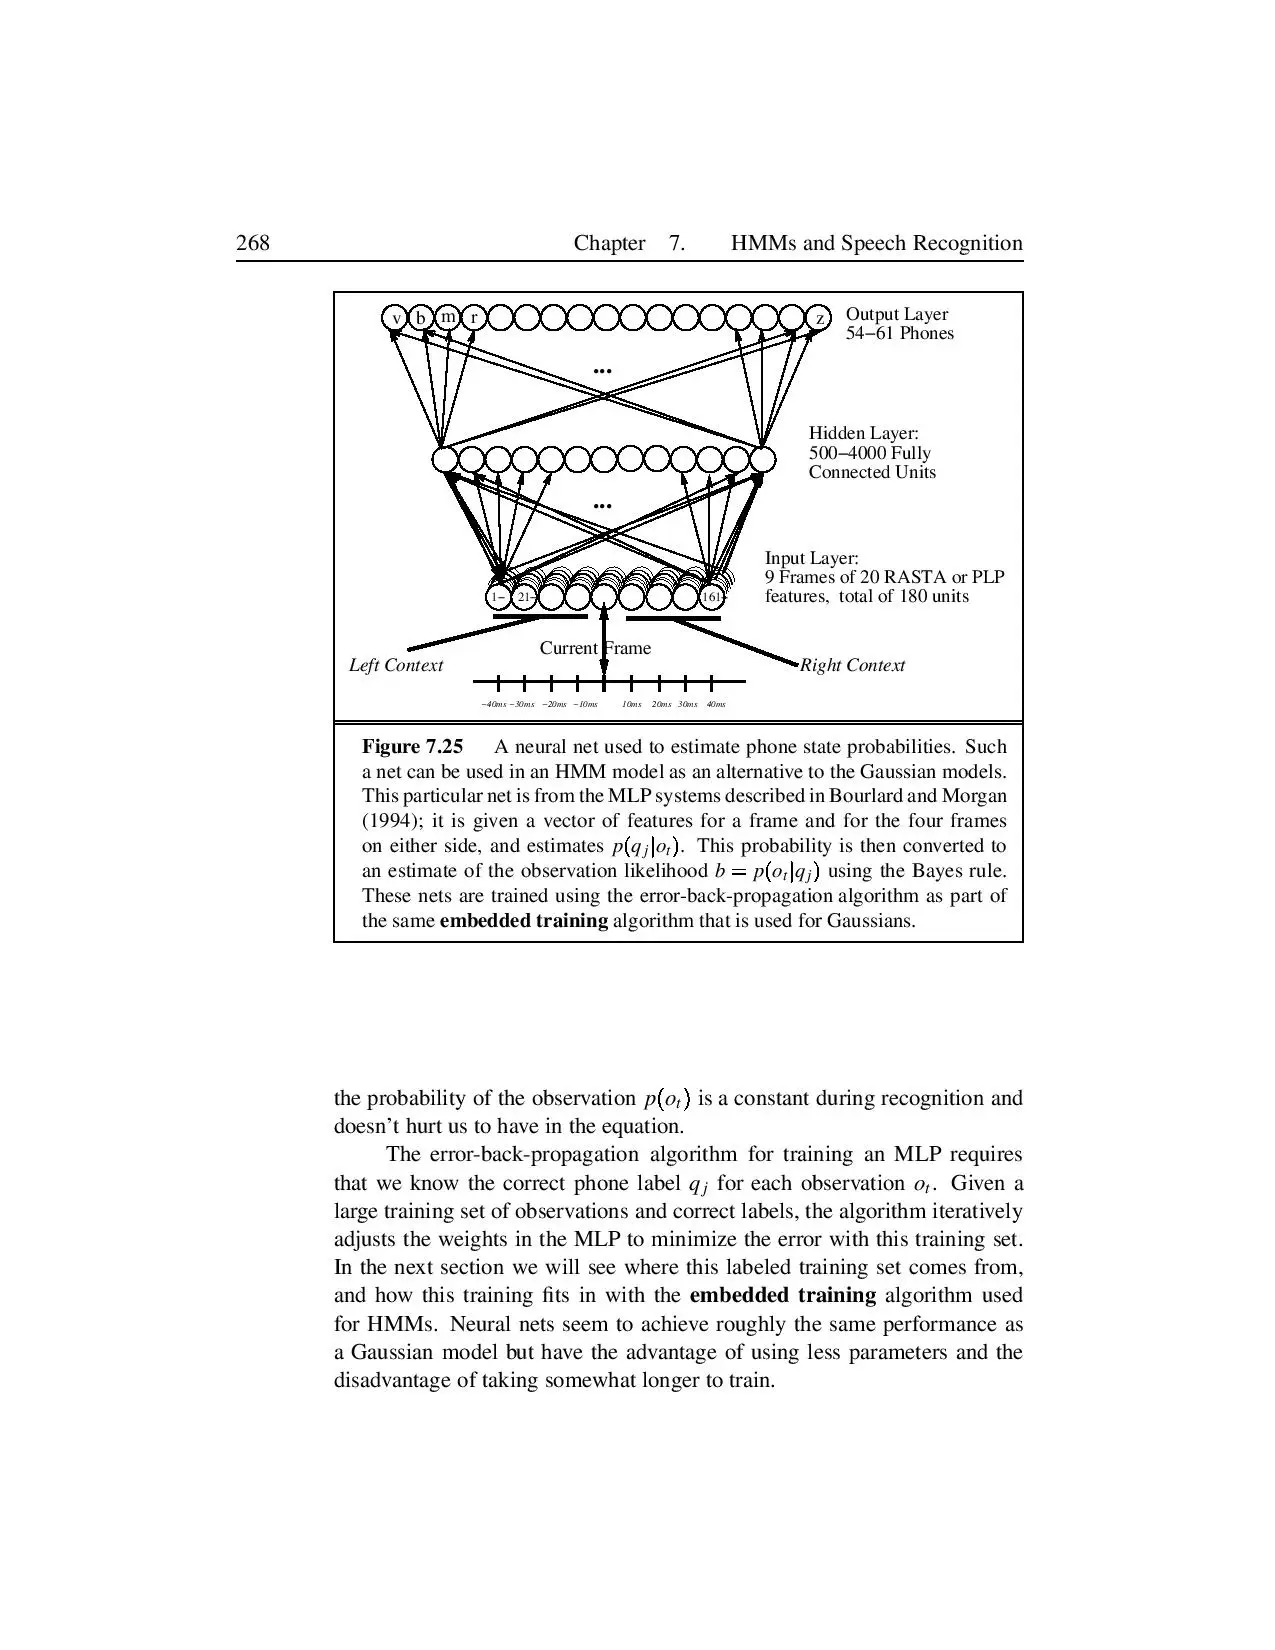 268 Chapter 7. HMMs and Speech Recognition
v b m r z
Output Layer
54−61 Phones
...
Hidden Layer:
500−4000 Fully
Connected Units
...
Input Layer:
9 Frames of 20 RASTA or PLP
features, total of 180 units
1− 21− 161−
Current Frame
Left Context
Right Context
−40ms −30ms −20ms −10ms 10ms 20ms 30ms 40ms
Figure 7.25 A neural net used to estimate phone state probabilities. Such
a net can be used in an HMM model as an alternative to the Gaussian models.
This particular net is from the MLP systems described in Bourlard and Morgan
(1994); it is given a vector of features for a frame and for the four frames
on either side, and estimates p(q_j|o_t). This probability is then converted to
an estimate of the observation likelihood b = p(o_t|q_j) using the Bayes rule.
These nets are trained using the error-back-propagation algorithm as part of
the same embedded training algorithm that is used for Gaussians.
the probability of the observation p(o_t) is a constant during recognition and
doesn't hurt us to have in the equation.
The error-back-propagation algorithm for training an MLP requires
that we know the correct phone label q_j for each observation o_t. Given a
large training set of observations and correct labels, the algorithm iteratively
adjusts the weights in the MLP to minimize the error with this training set.
In the next section we will see where this labeled training set comes from,
and how this training fits in with the embedded training algorithm used
for HMMs. Neural nets seem to achieve roughly the same performance as
a Gaussian model but have the advantage of using less parameters and the
disadvantage of taking somewhat longer to train.